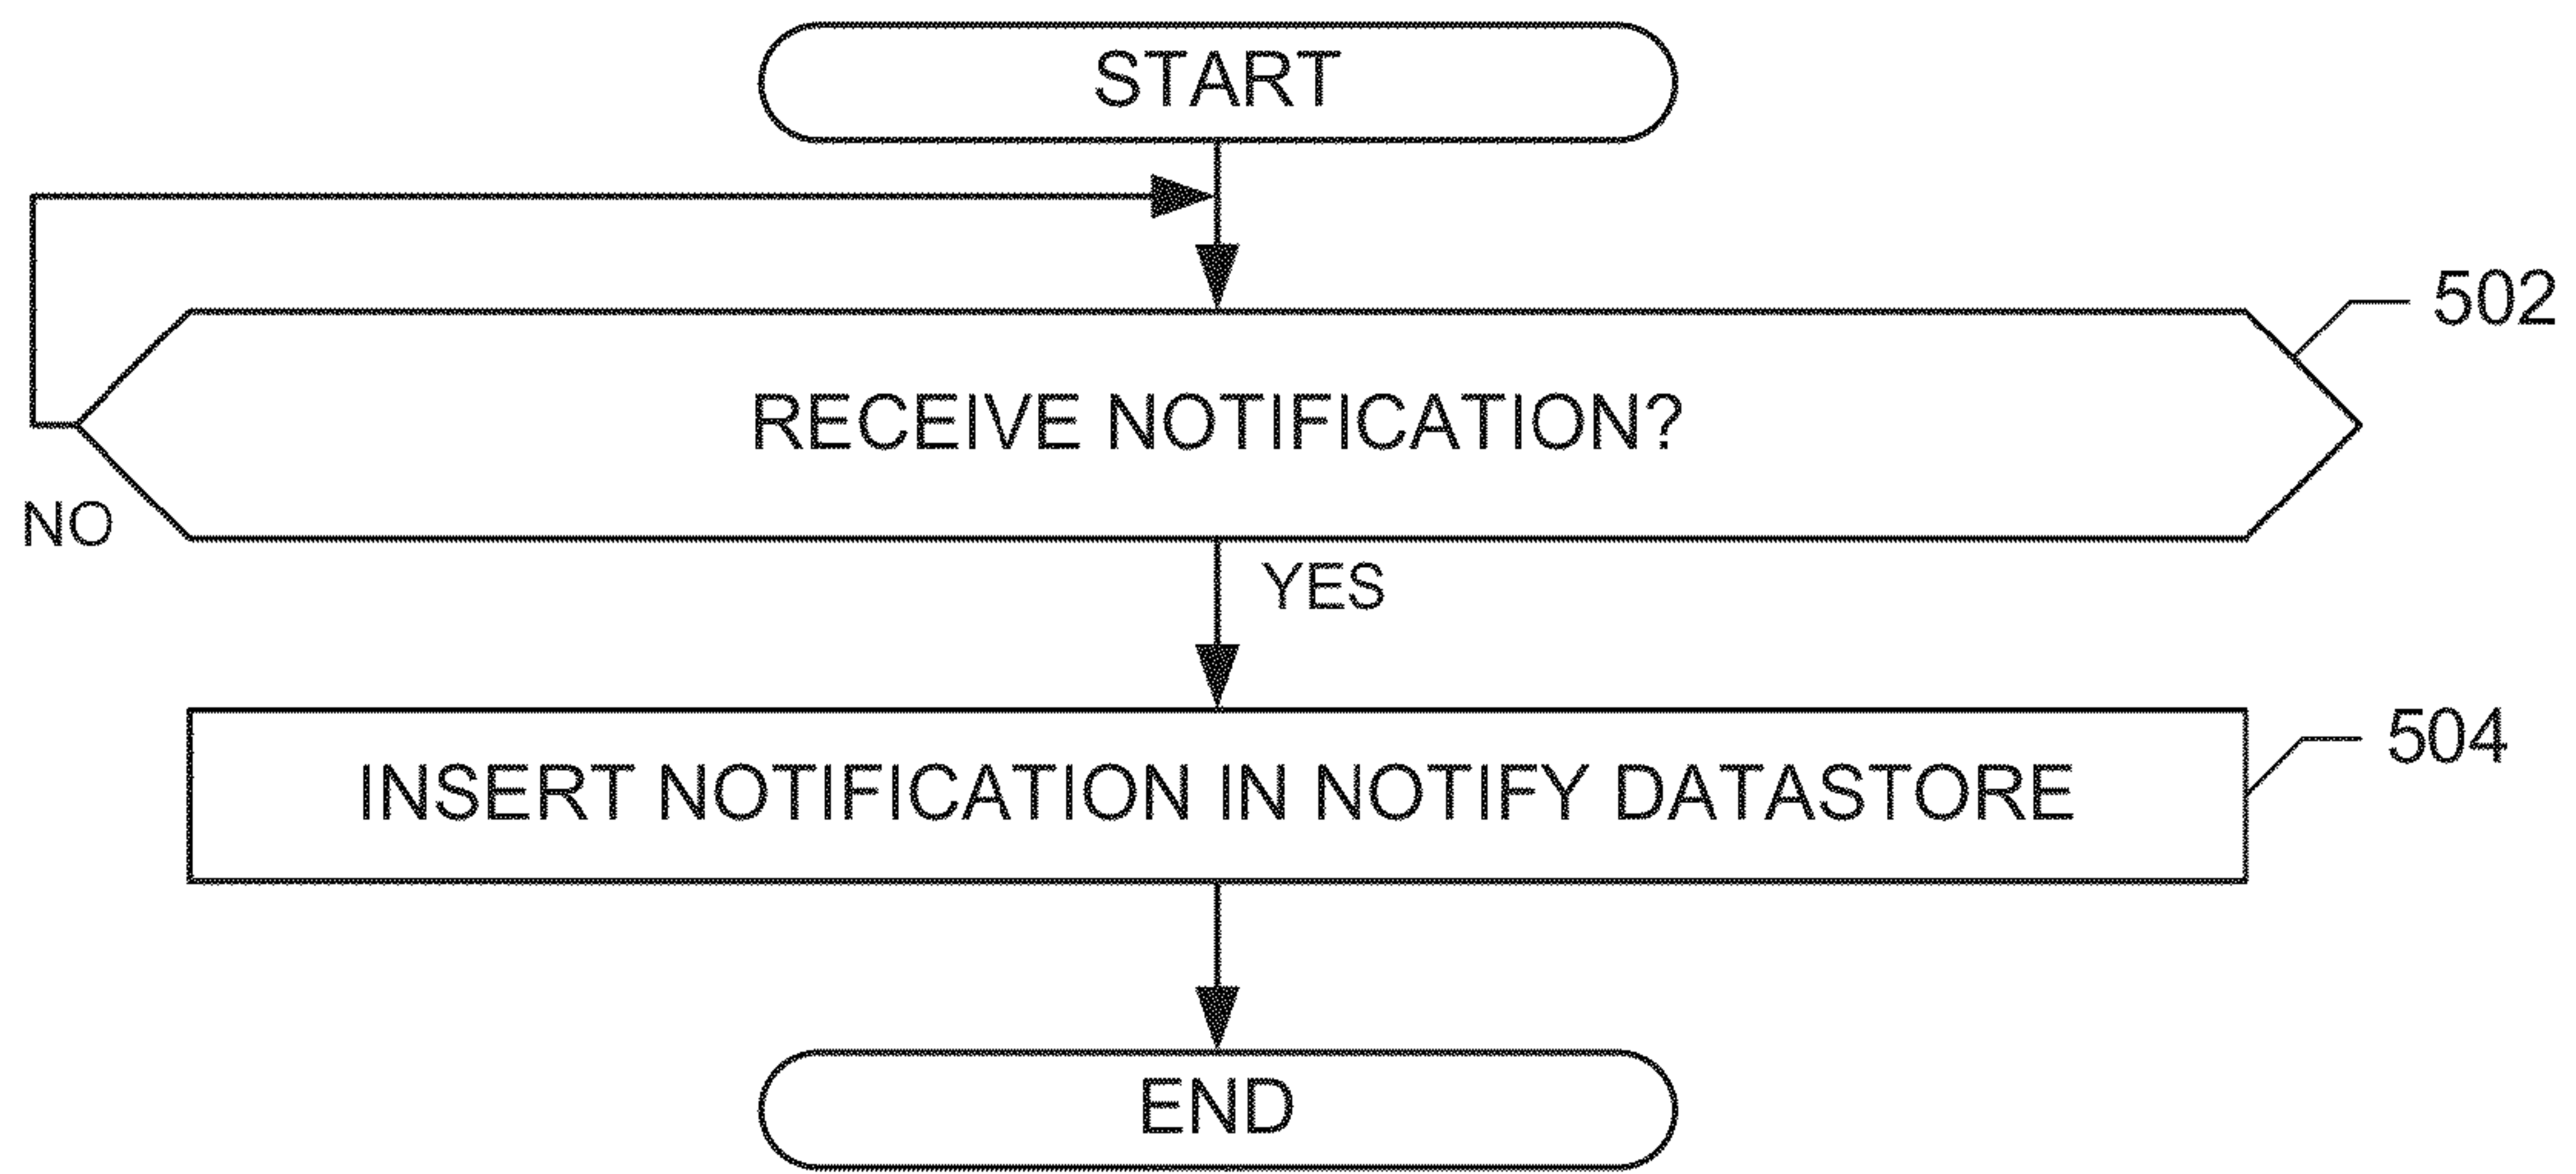 START
502
RECEIVE NOTIFICATION?
NO
YES
504
INSERT NOTIFICATION IN NOTIFY DATASTORE
END